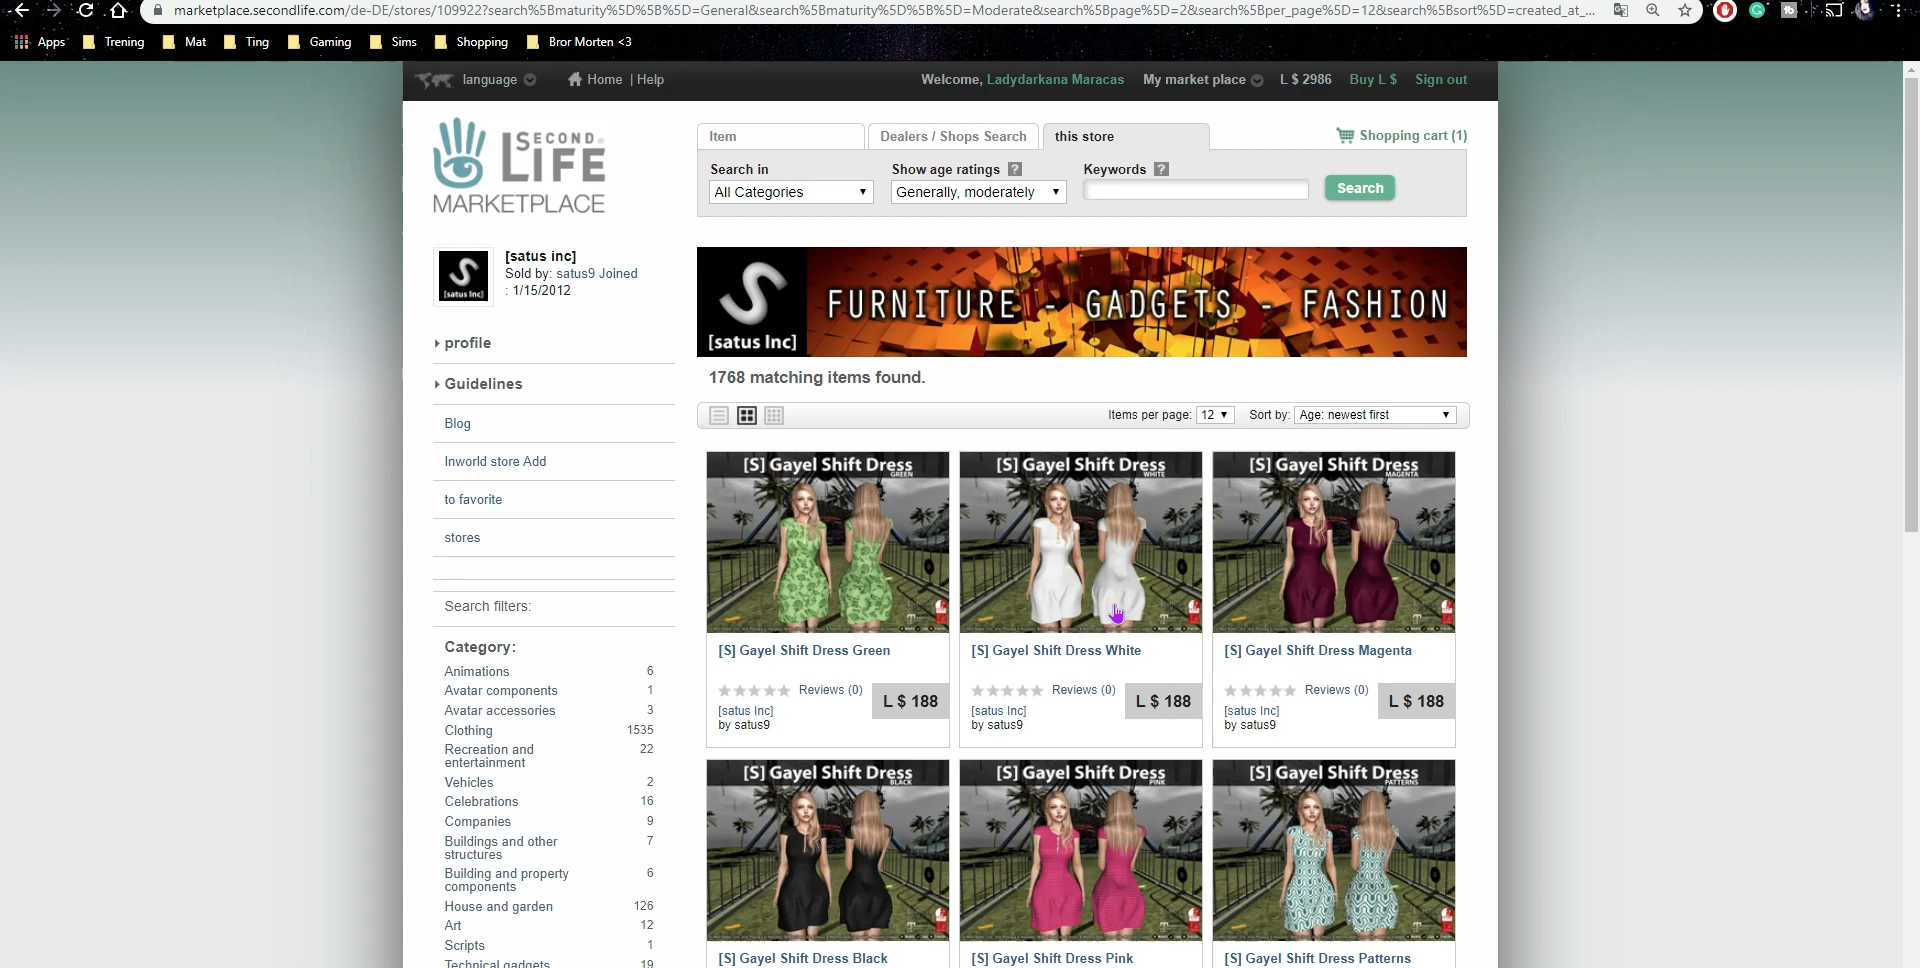 marketplace.secondlife.com/de-DE/stores/109922?search%5Bmaturity%5D%5B%5D=General&search%5Bmaturity%5D%5B%5D=Moderate&search%5Bpage%5D=2&search%5Bper_page%5D=12&search%5Bsort%5D=created_at_...
Apps Trening Mat Ting Gaming Sims Shopping Bror Morten <3
language Home | Help Welcome, Ladydarkana Maracas My market place L $ 2986 Buy L $ Sign out
SECOND LIFE
MARKETPLACE
Item Dealers / Shops Search this store Shopping cart (1)
Search in Show age ratings ? Keywords ?
All Categories Generally, moderately Search
[satus inc]
Sold by: satus9 Joined
: 1/15/2012
[satus Inc]
FURNITURE - GADGETS - FASHION
[satus Inc]
profile
Guidelines
Blog
Inworld store Add
to favorite
stores
1768 matching items found.
Items per page: 12 Sort by: Age: newest first
Search filters:
Category:
Animations 6
Avatar components 1
Avatar accessories 3
Clothing 1535
Recreation and 22
entertainment
Vehicles 2
Celebrations 16
Companies 9
Buildings and other 7
structures
Building and property 6
components
House and garden 126
Art 12
Scripts 1
Technical gadgets 19
[S] Gayel Shift Dress
GREEN
[S] Gayel Shift Dress Green
Reviews (0)
L $ 188
[satus Inc]
by satus9
[S] Gayel Shift Dress
WHITE
[S] Gayel Shift Dress White
Reviews (0)
L $ 188
[satus Inc]
by satus9
[S] Gayel Shift Dress
MAGENTA
[S] Gayel Shift Dress Magenta
Reviews (0)
L $ 188
[satus Inc]
by satus9
[S] Gayel Shift Dress
BLACK
[S] Gayel Shift Dress Black
[S] Gayel Shift Dress
PINK
[S] Gayel Shift Dress Pink
[S] Gayel Shift Dress
PATTERNS
[S] Gayel Shift Dress Patterns